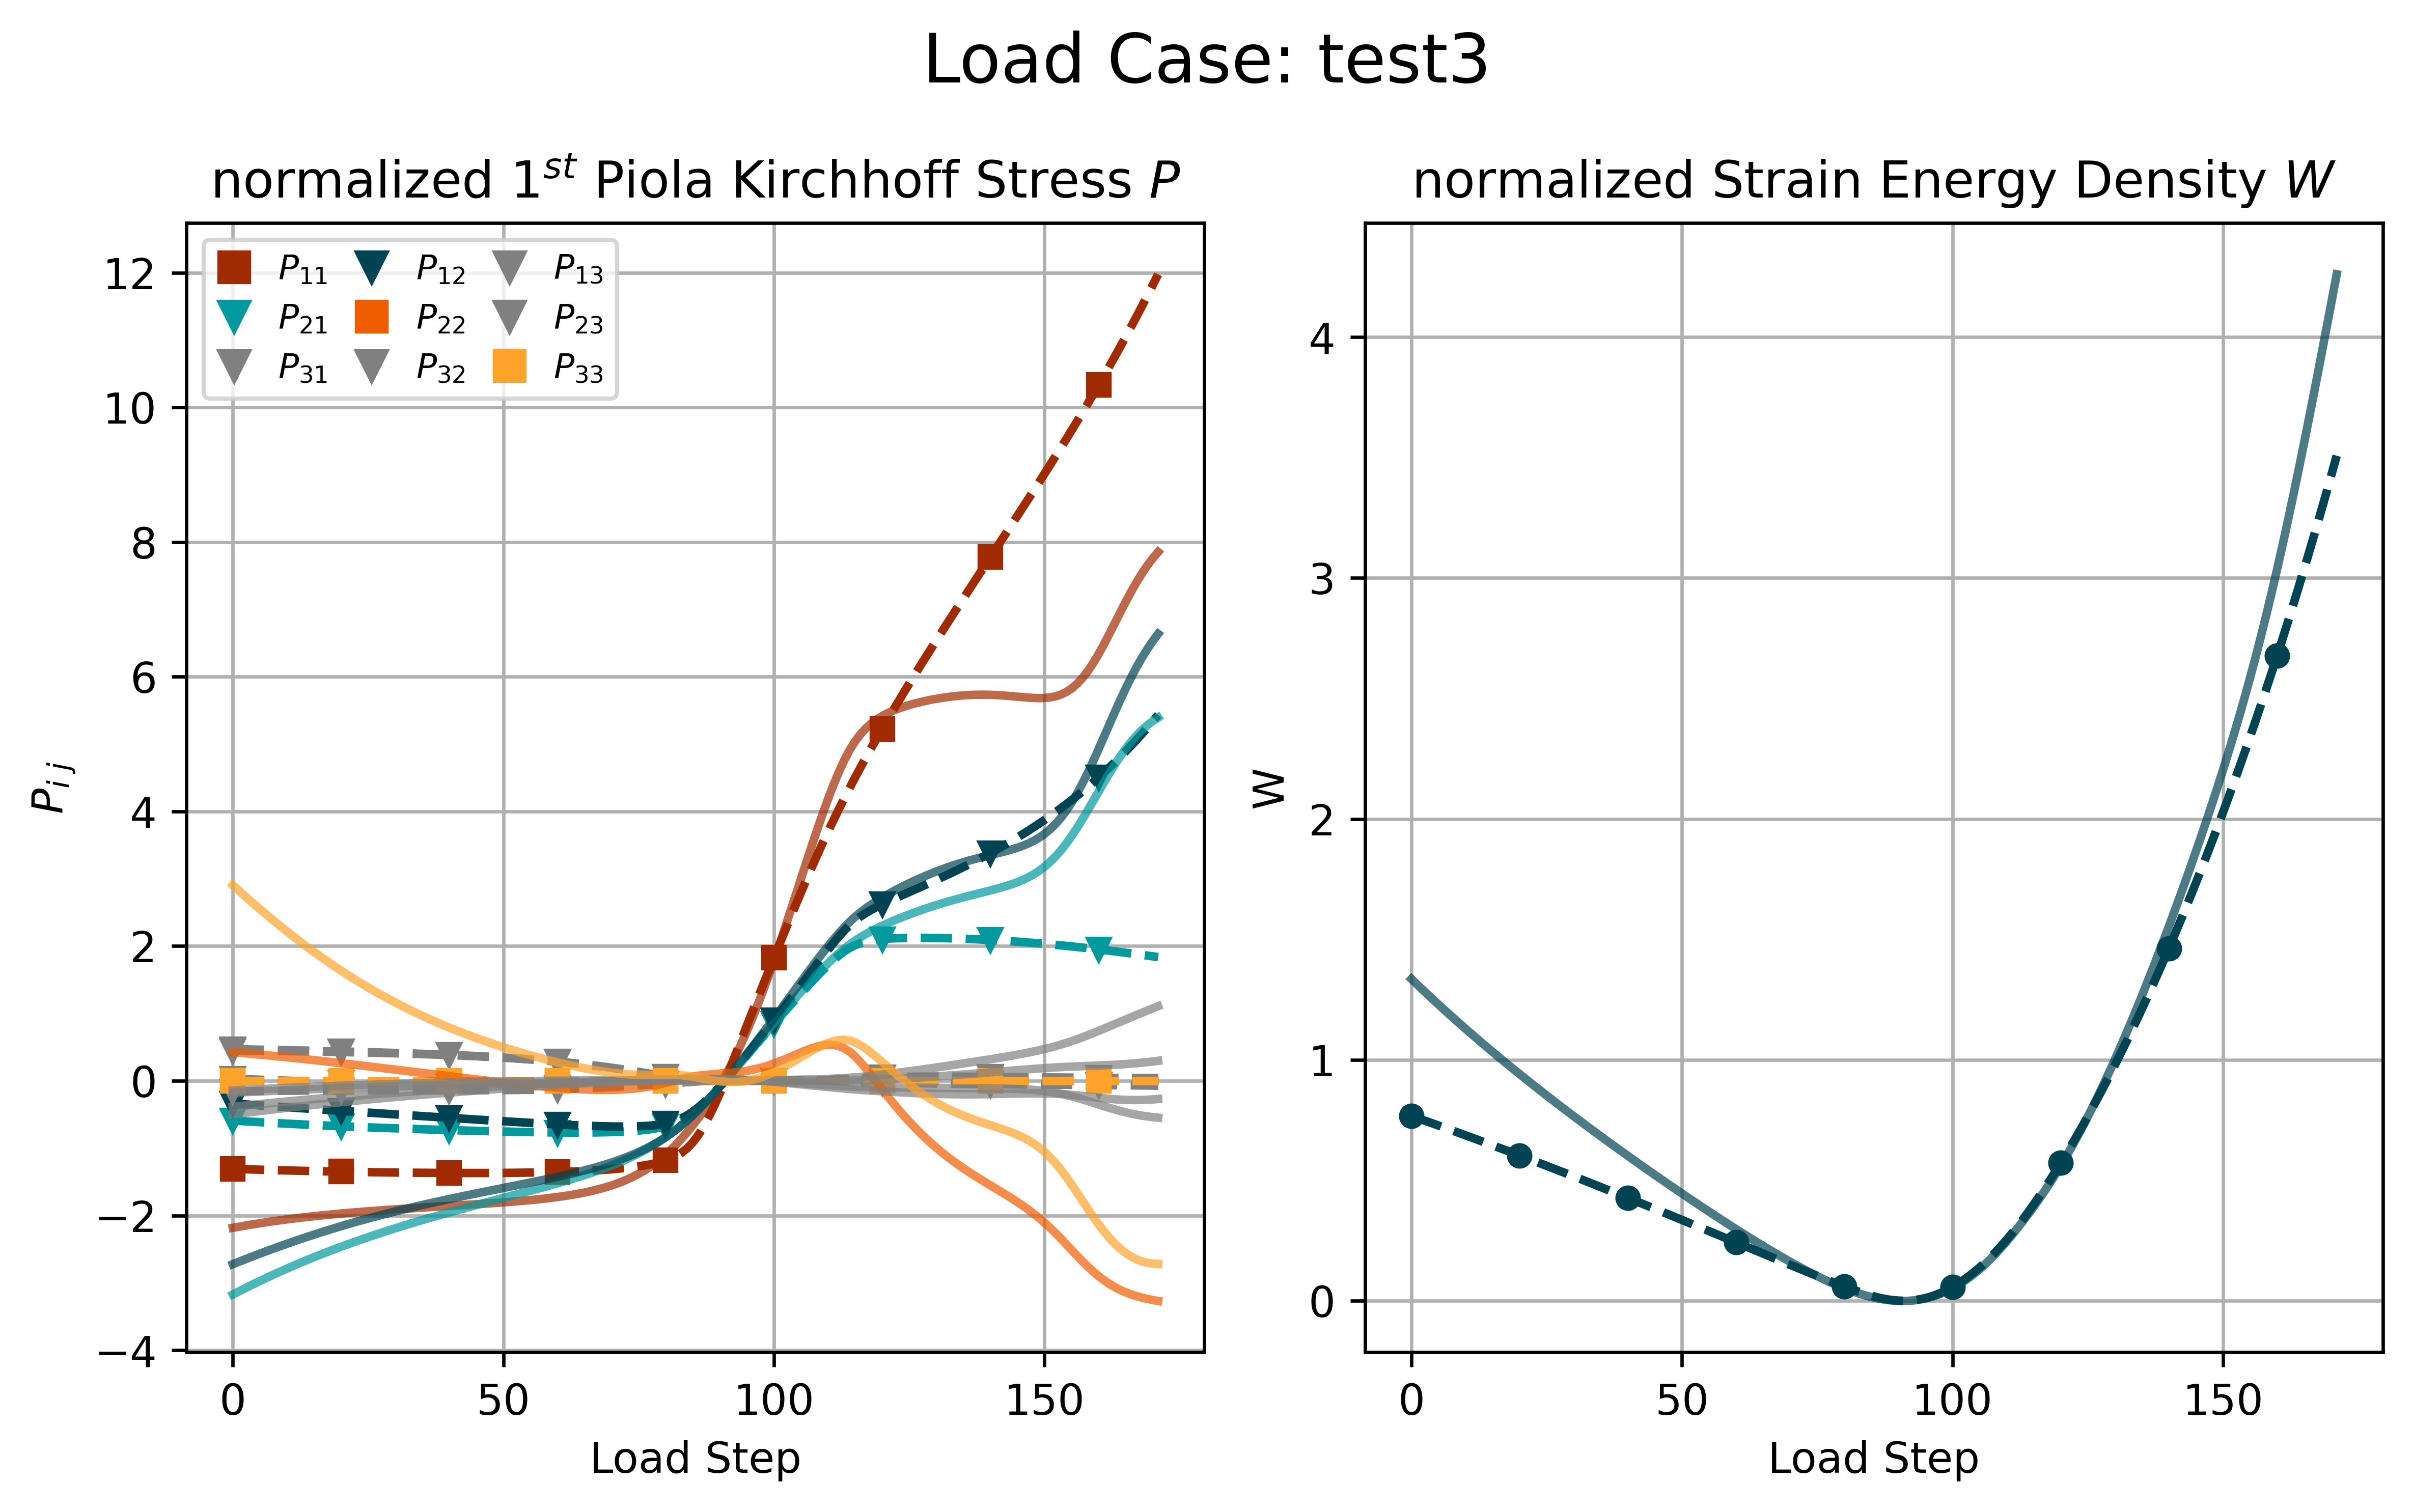 Load Case: test3
normalized 1st Piola Kirchhoff Stress P
normalized Strain Energy Density W
P11 P12 P13
P21 P22 P23
P31 P32 P33
12
10
8
6
4
2
0
−2
−4
Pi j
0 50 100 150
Load Step
4
3
2
1
0
W
0 50 100 150
Load Step